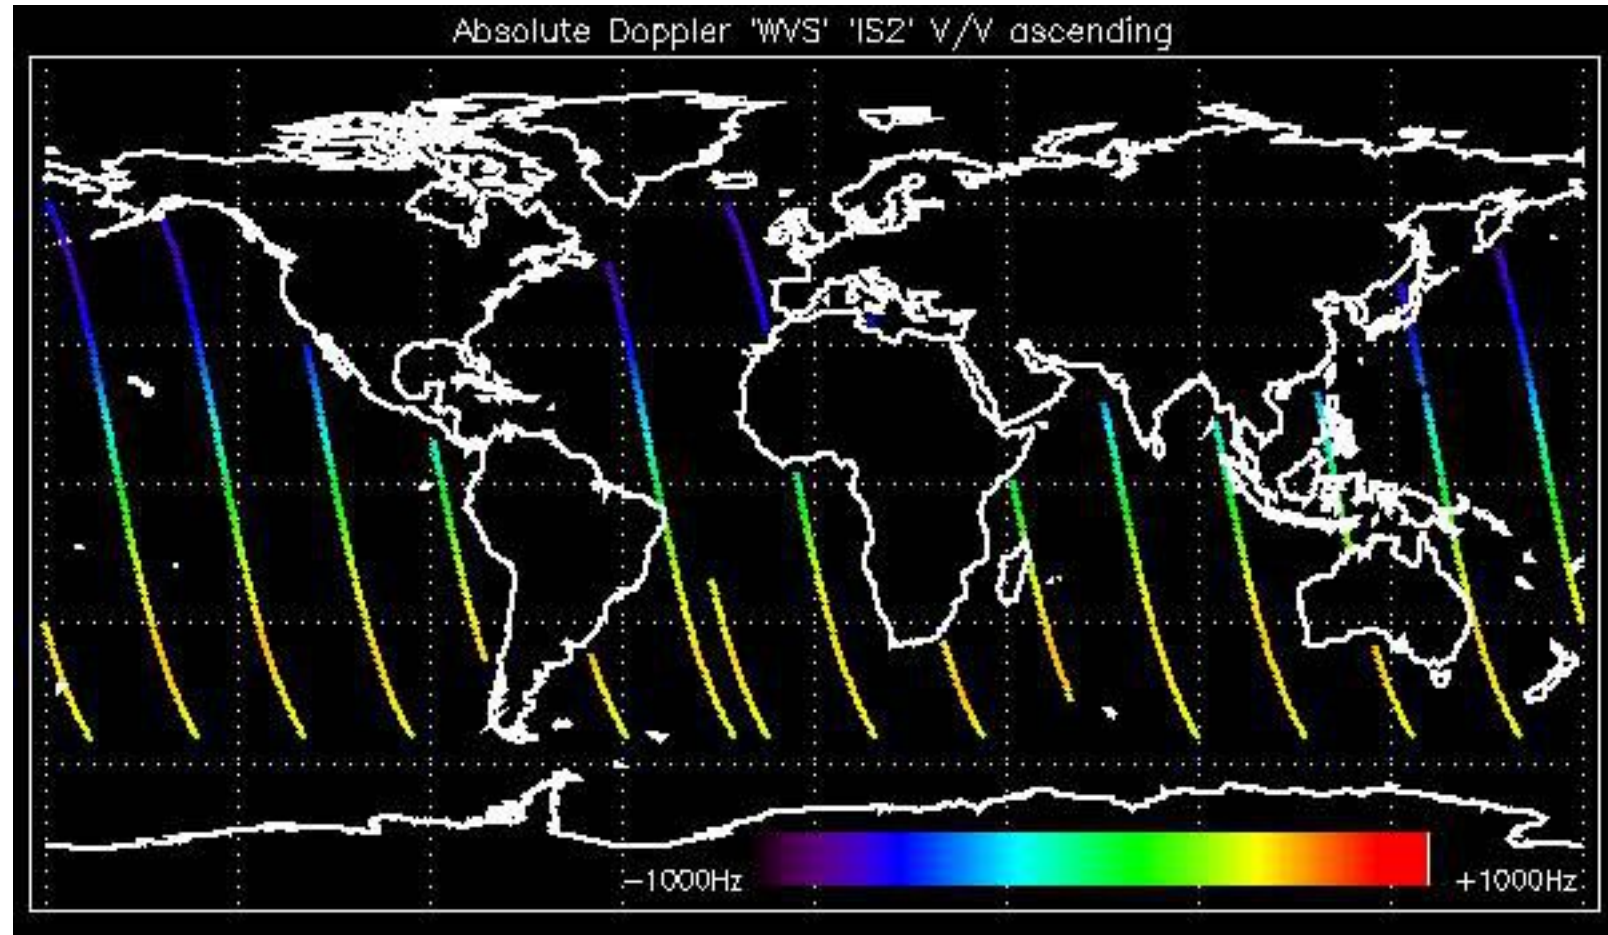 Absolute Doppler 'WVS' 'IS2' V/V ascending
−1000Hz
+1000Hz